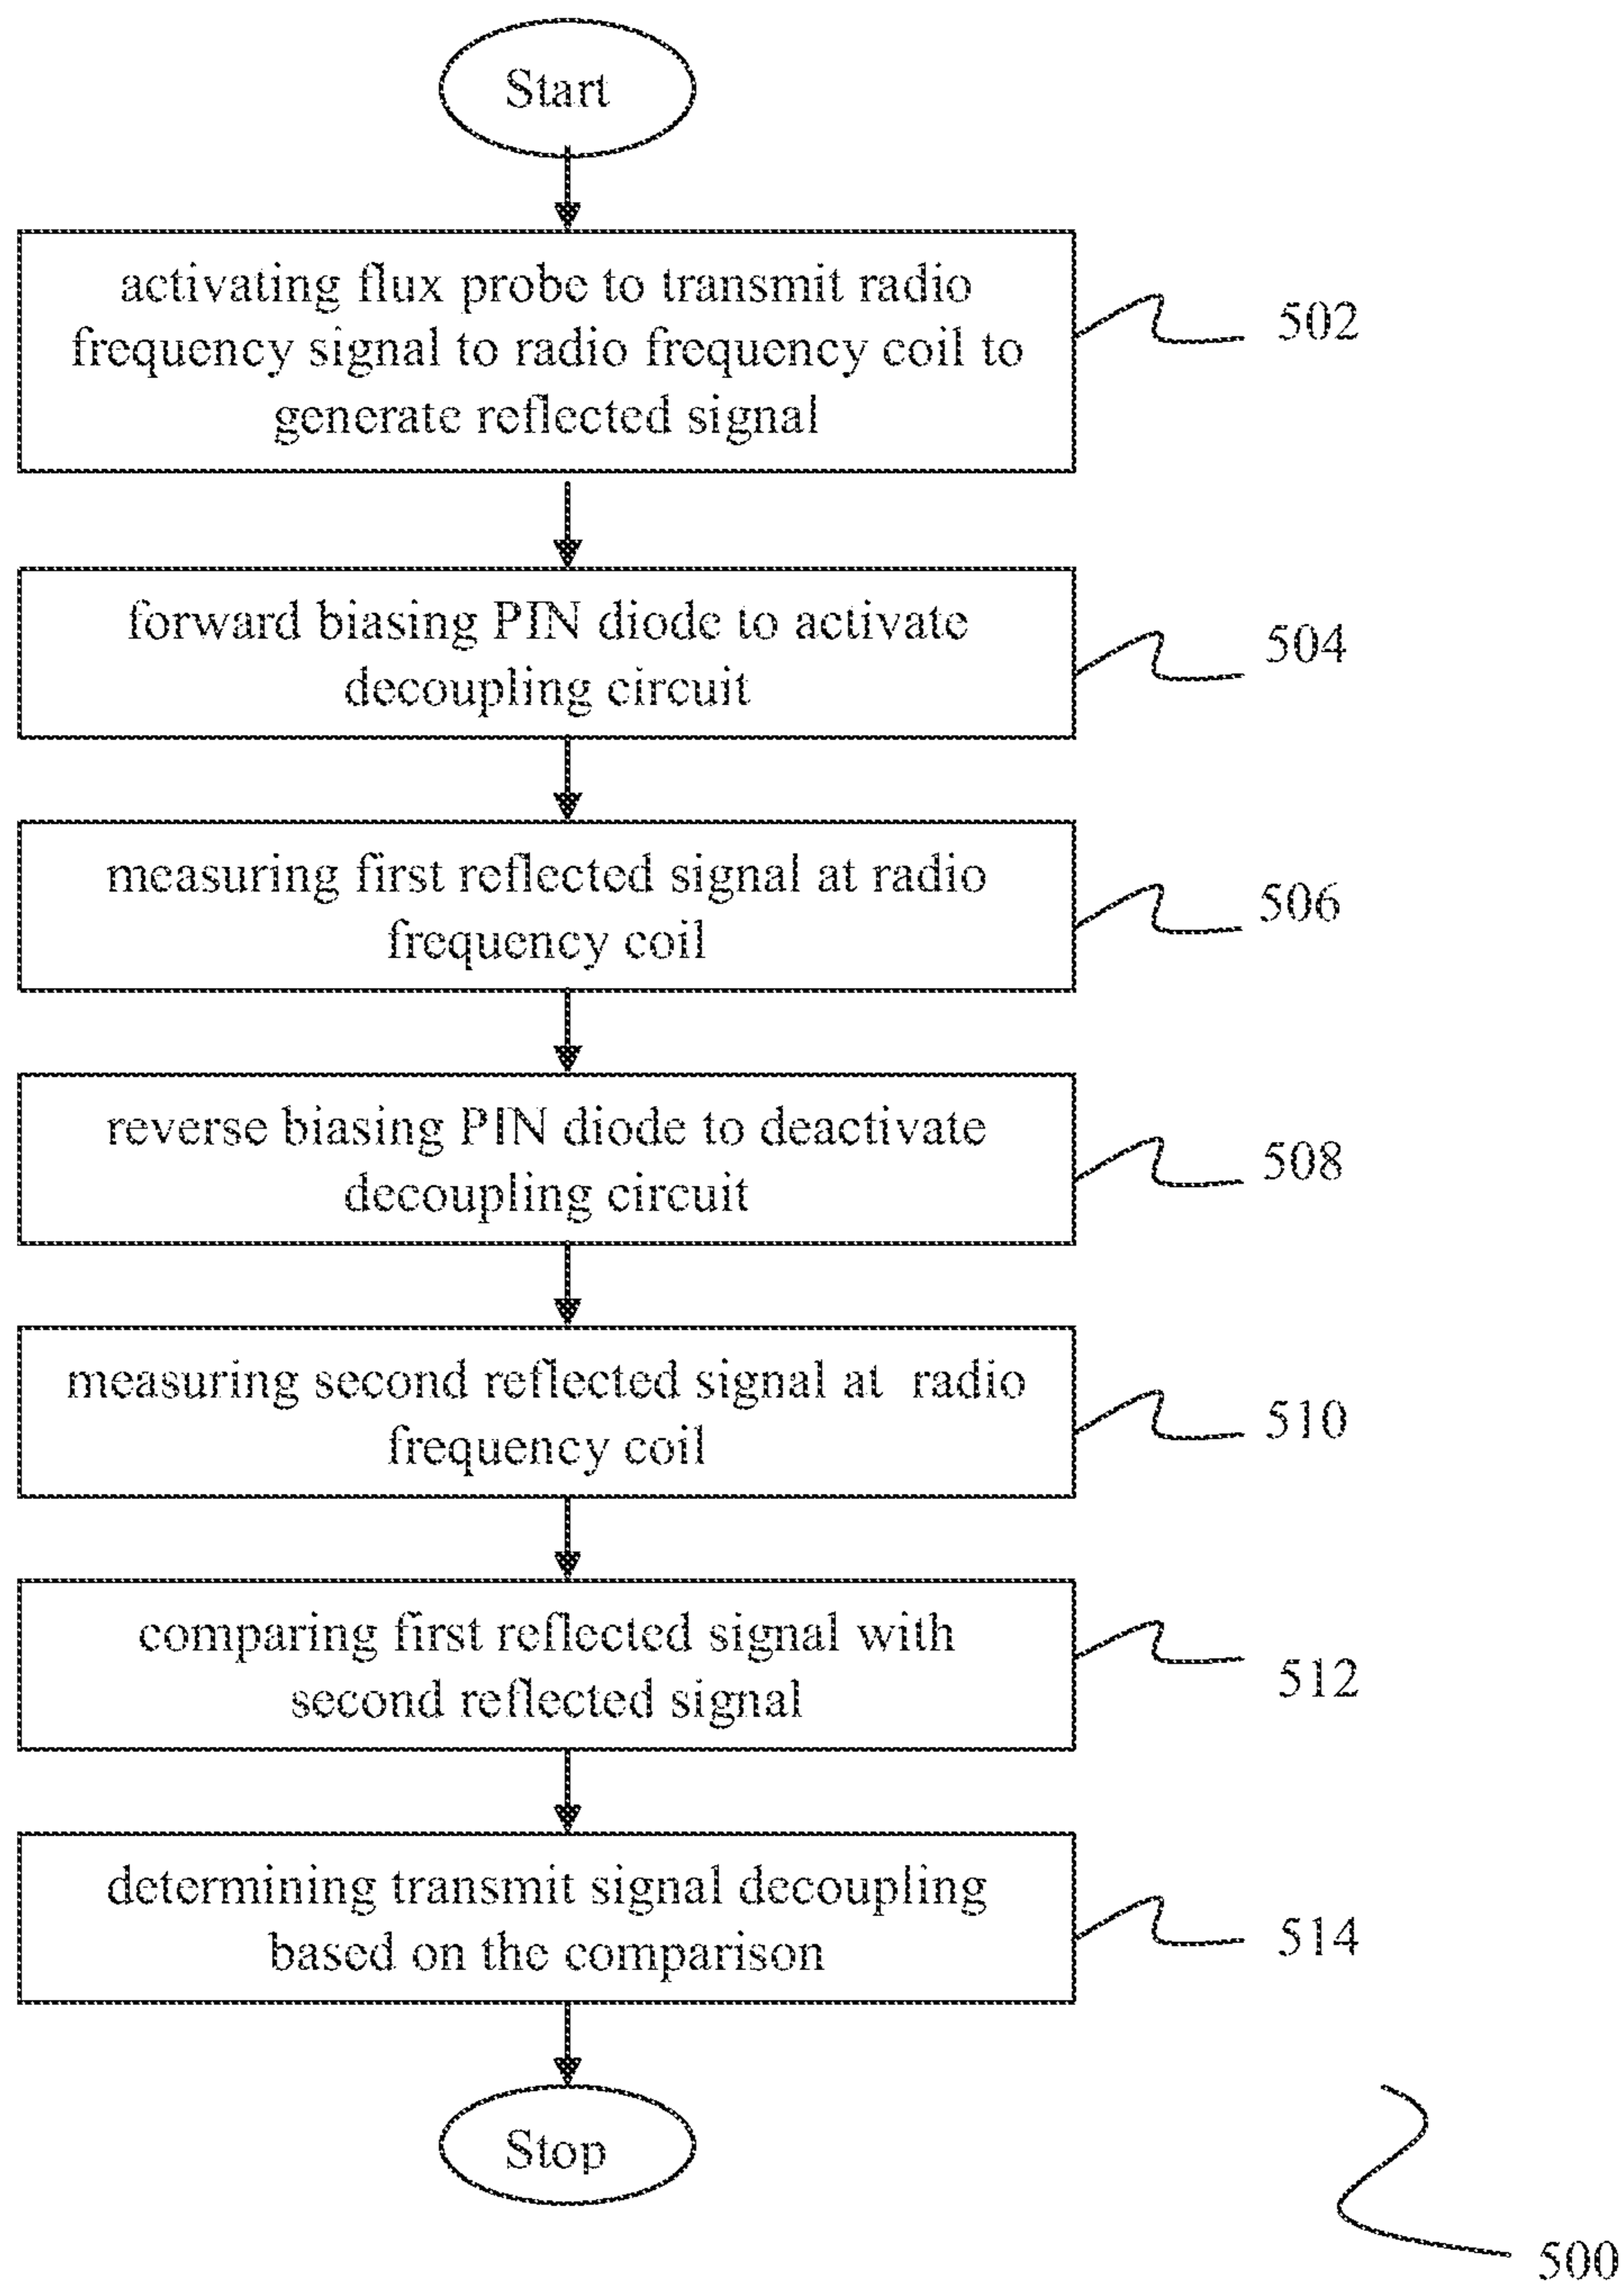 Start
activating flux probe to transmit radio
frequency signal to radio frequency coil to
generate reflected signal
502
forward biasing PIN diode to activate
decoupling circuit
504
measuring first reflected signal at radio
frequency coil
506
reverse biasing PIN diode to deactivate
decoupling circuit
508
measuring second reflected signal at radio
frequency coil
510
comparing first reflected signal with
second reflected signal
512
determining transmit signal decoupling
based on the comparison
514
Stop
500